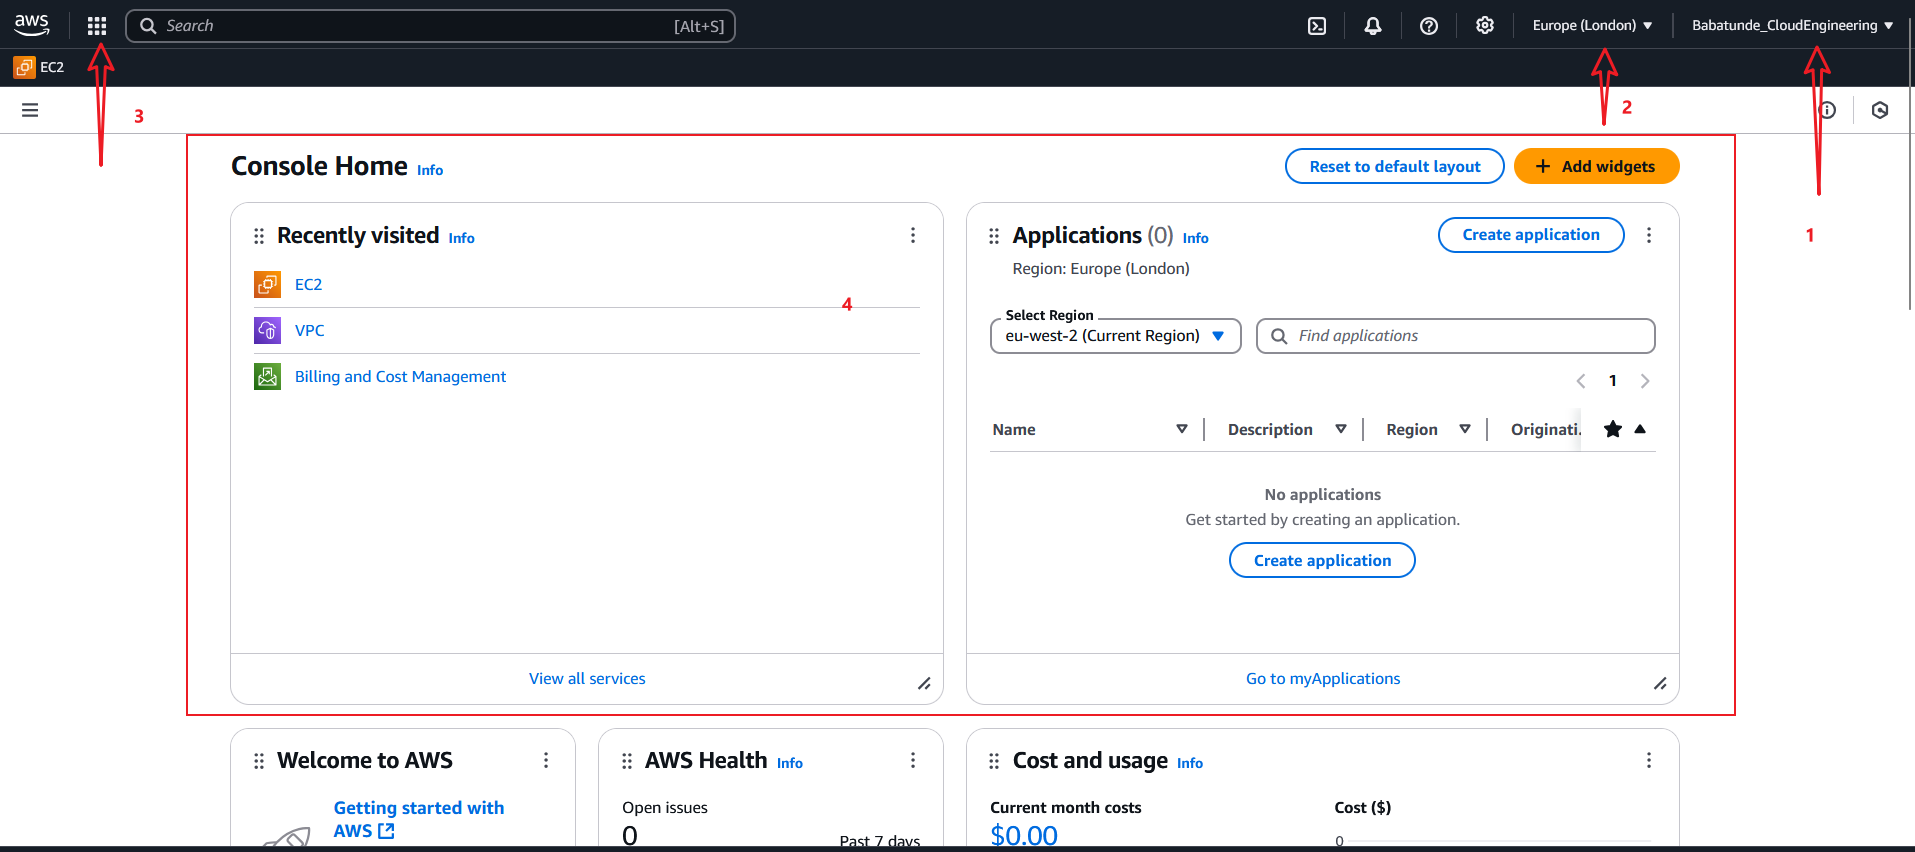 aws
Search [Alt+S]
Europe (London)
Babatunde_CloudEngineering
EC2
3
2
1
Console Home Info
Reset to default layout
+ Add widgets
Recently visited Info
EC2
VPC
Billing and Cost Management
4
View all services
Applications (0) Info
Create application
Region: Europe (London)
Select Region
eu-west-2 (Current Region)
Find applications
1
Name Description Region Originati.
No applications
Get started by creating an application.
Create application
Go to myApplications
Welcome to AWS
Getting started with
AWS
AWS Health Info
Open issues
0
Past 7 days
Cost and usage Info
Current month costs
$0.00
Cost ($)
0